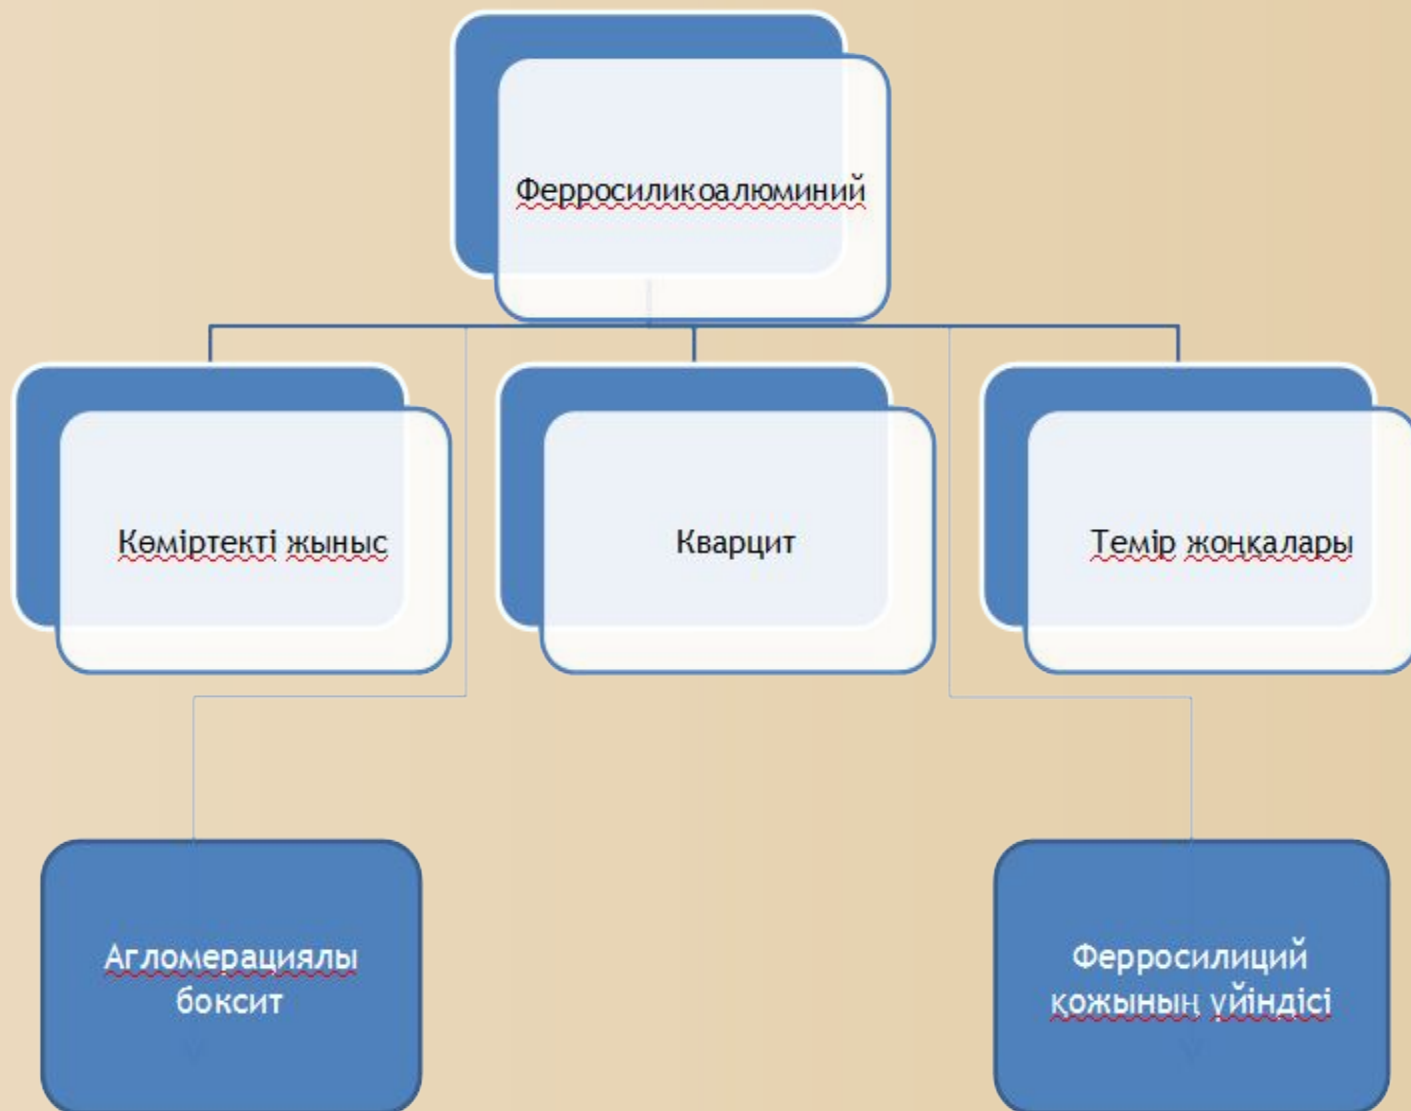 Ферросиликоалюминий
Көміртекті жыныс
Кварцит
Темір жоңқалары
Агломерациялы
боксит
Ферросилиций
қожының үйіндісі